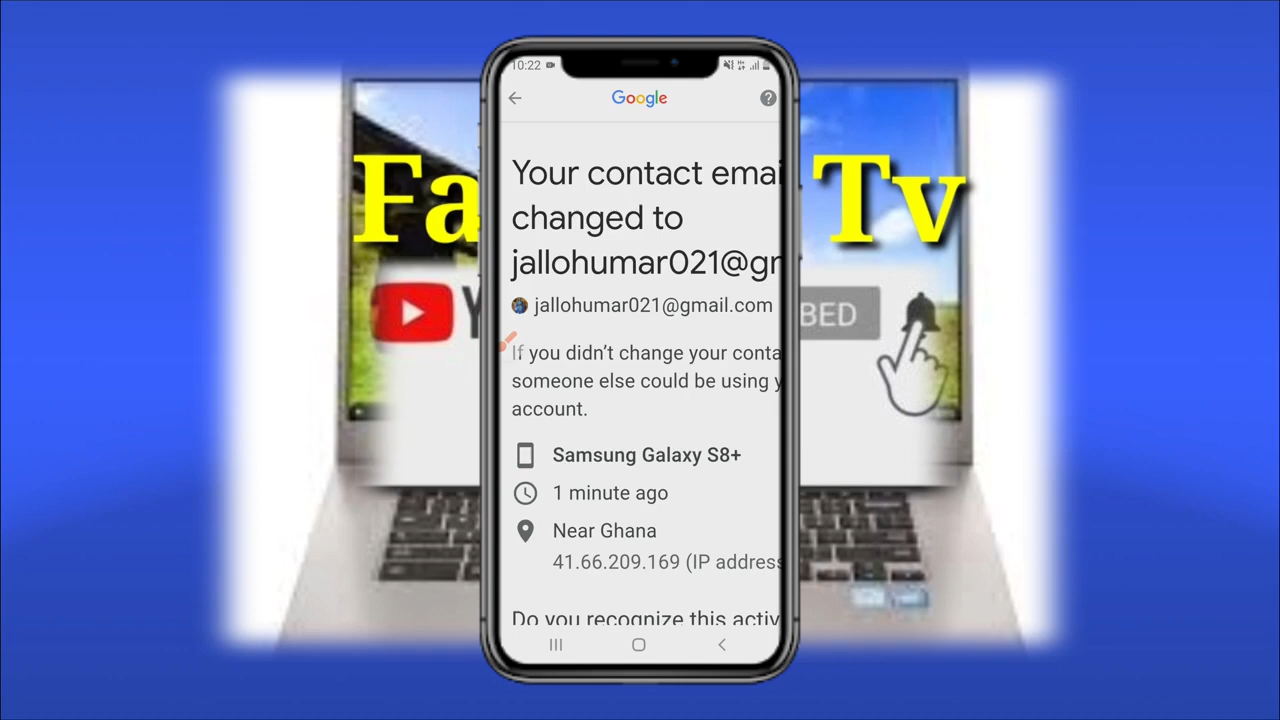 10:22
Google
Your contact emai
changed to
jallohumar021@gm
jallohumar021@gmail.com
If you didn’t change your conta
someone else could be using y
account.
Samsung Galaxy S8+
1 minute ago
Near Ghana
41.66.209.169 (IP address
Do you recognize this activ
Fa
Tv
Y
BED